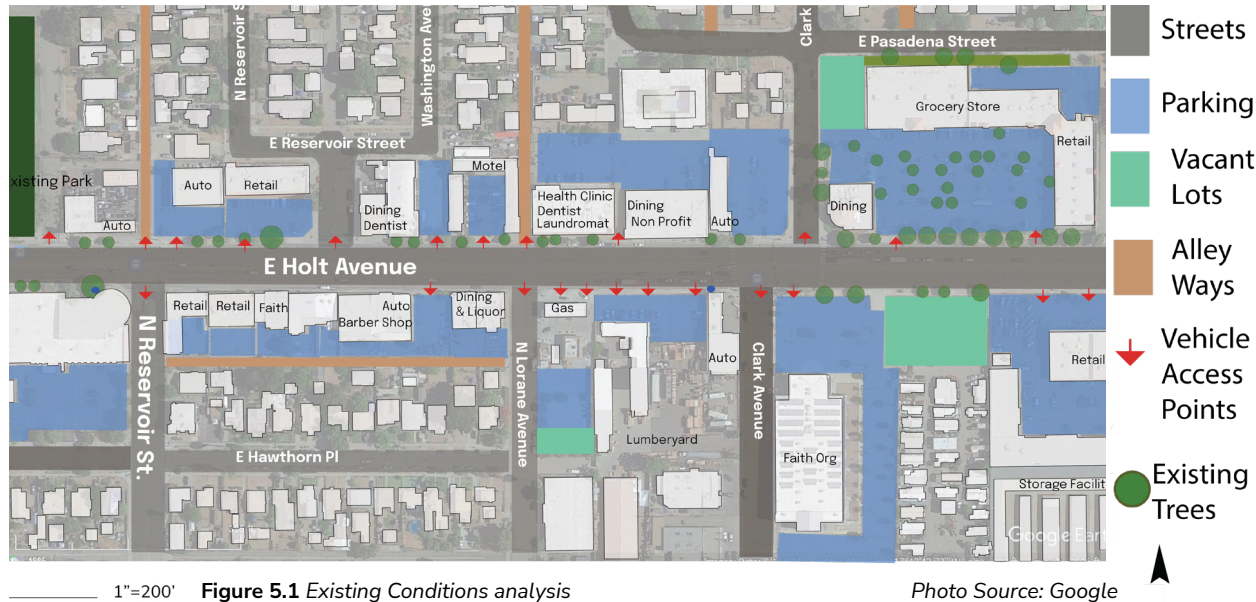 N Reservoir S
Washington Ave
Clark
E Pasadena Street
Grocery Store
Retail
E Reservoir Street
Motel
xisting Park
Auto
Retail
Auto
Dining
Dentist
Health Clinic
Dentist
Laundromat
Dining
Non Profit
Auto
Dining
E Holt Avenue
Retail
Retail
Faith
Auto
Barber Shop
Dining
& Liquor
Gas
Auto
Retail
N Reservoir St.
N Lorane Avenue
Clark Avenue
Lumberyard
E Hawthorn Pl
Faith Org
Storage Facilit
Google Eart
Streets
Parking
Vacant
Lots
Alley
Ways
Vehicle
Access
Points
Existing
Trees
1”=200’
Figure 5.1 Existing Conditions analysis
Photo Source: Google